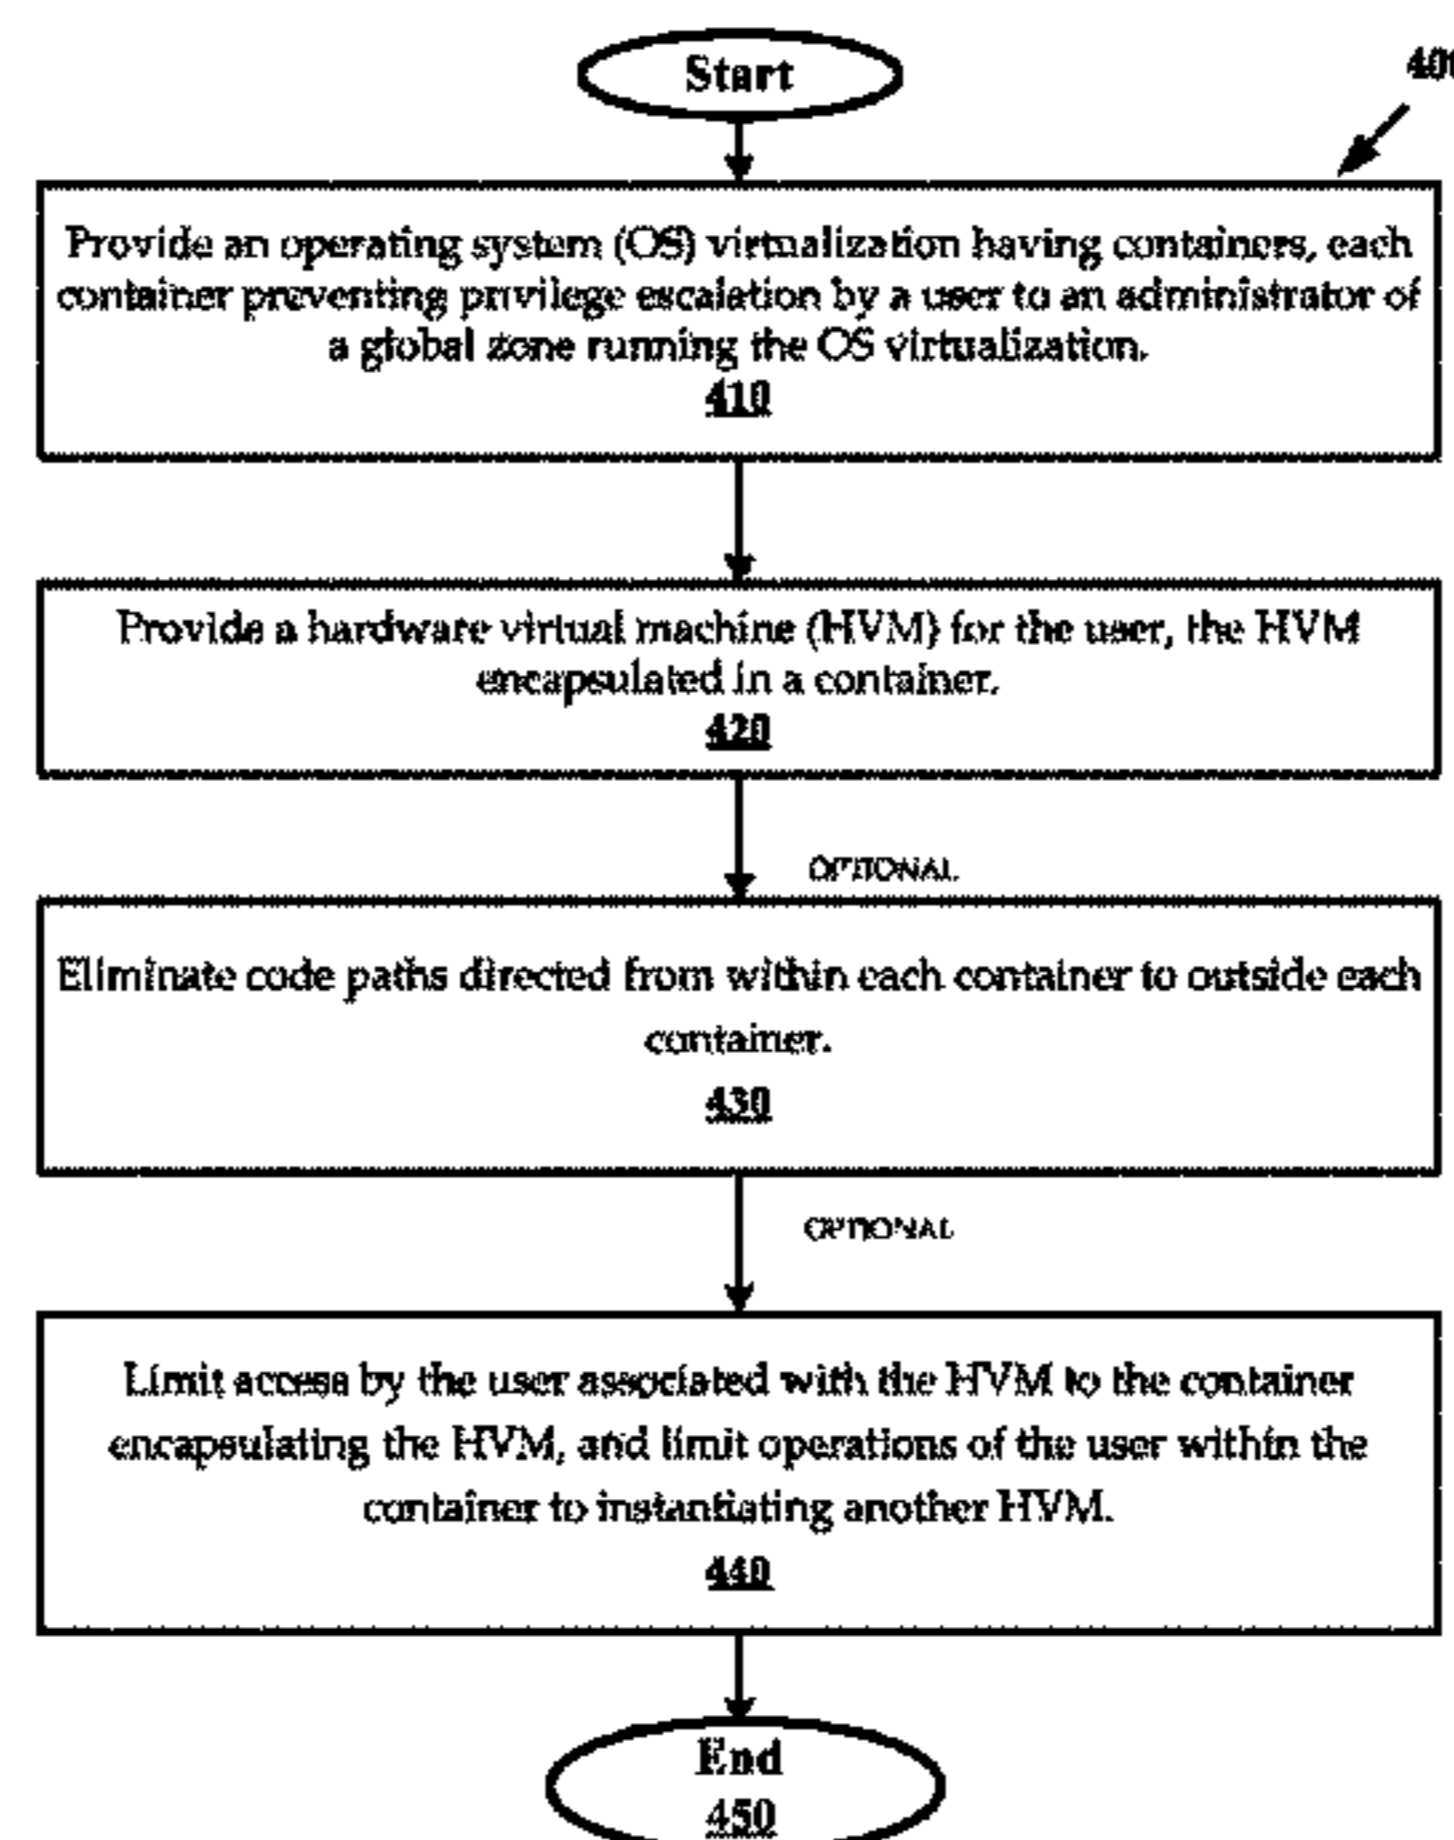 Start
Provide an operating system (OS) virtualization having containers, each
container preventing privilege escalation by a user to an administrator of
a global zone running the OS virtualization.
410
Provide a hardware virtual machine (HVM) for the user, the HVM
encapsulated in a container.
420
OPTIONAL
Eliminate code paths directed from within each container to outside each
container.
430
OPTIONAL
Limit access by the user associated with the HVM to the container
encapsulating the HVM, and limit operations of the user within the
container to instantiating another HVM.
440
End
450